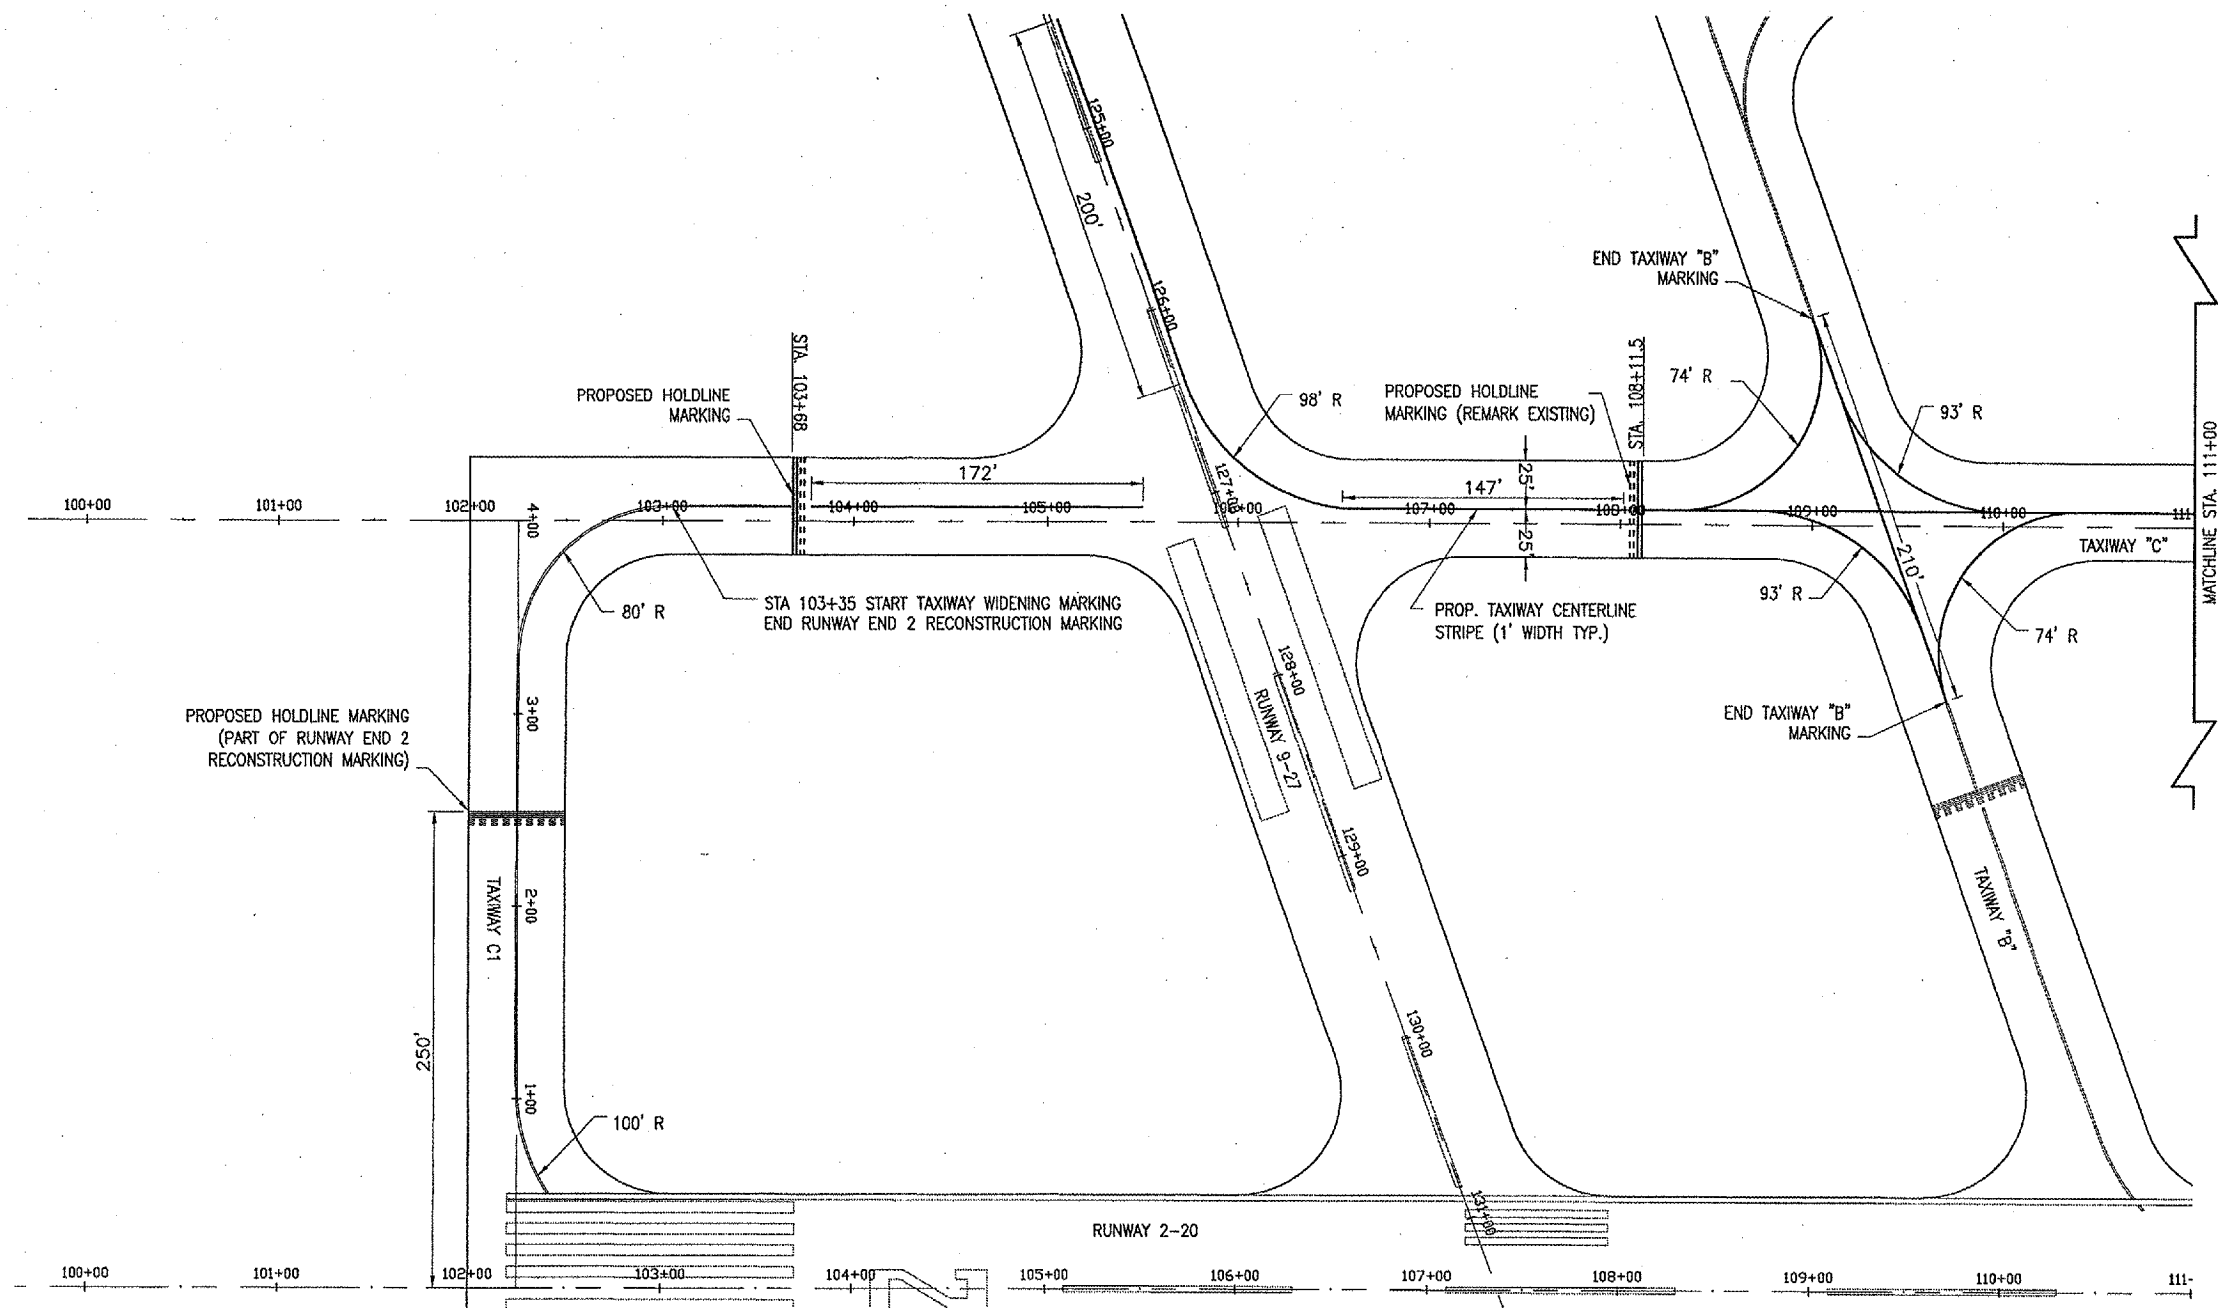 125+00
200'
126+00
END TAXIWAY "B"
MARKING
STA. 103+68
STA. 108+11.5
PROPOSED HOLDLINE
MARKING
98' R
PROPOSED HOLDLINE
MARKING (REMARK EXISTING)
74' R
93' R
MATCHLINE STA. 111+00
172'
147'
25'
127+00
100+00
101+00
102+00
4+00
103+00
104+00
105+00
106+00
107+00
108+00
109+00
110+00
111
25'
TAXIWAY "C"
210'
80' R
STA 103+35 START TAXIWAY WIDENING MARKING
END RUNWAY END 2 RECONSTRUCTION MARKING
PROP. TAXIWAY CENTERLINE
STRIPE (1' WIDTH TYP.)
93' R
74' R
128+00
RUNWAY 9-27
3+00
PROPOSED HOLDLINE MARKING
(PART OF RUNWAY END 2
RECONSTRUCTION MARKING)
END TAXIWAY "B"
MARKING
129+00
TAXIWAY C1
2+00
TAXIWAY "B"
250'
130+00
1+00
100' R
131+00
RUNWAY 2-20
100+00
101+00
102+00
103+00
104+00
105+00
106+00
107+00
108+00
109+00
110+00
111-